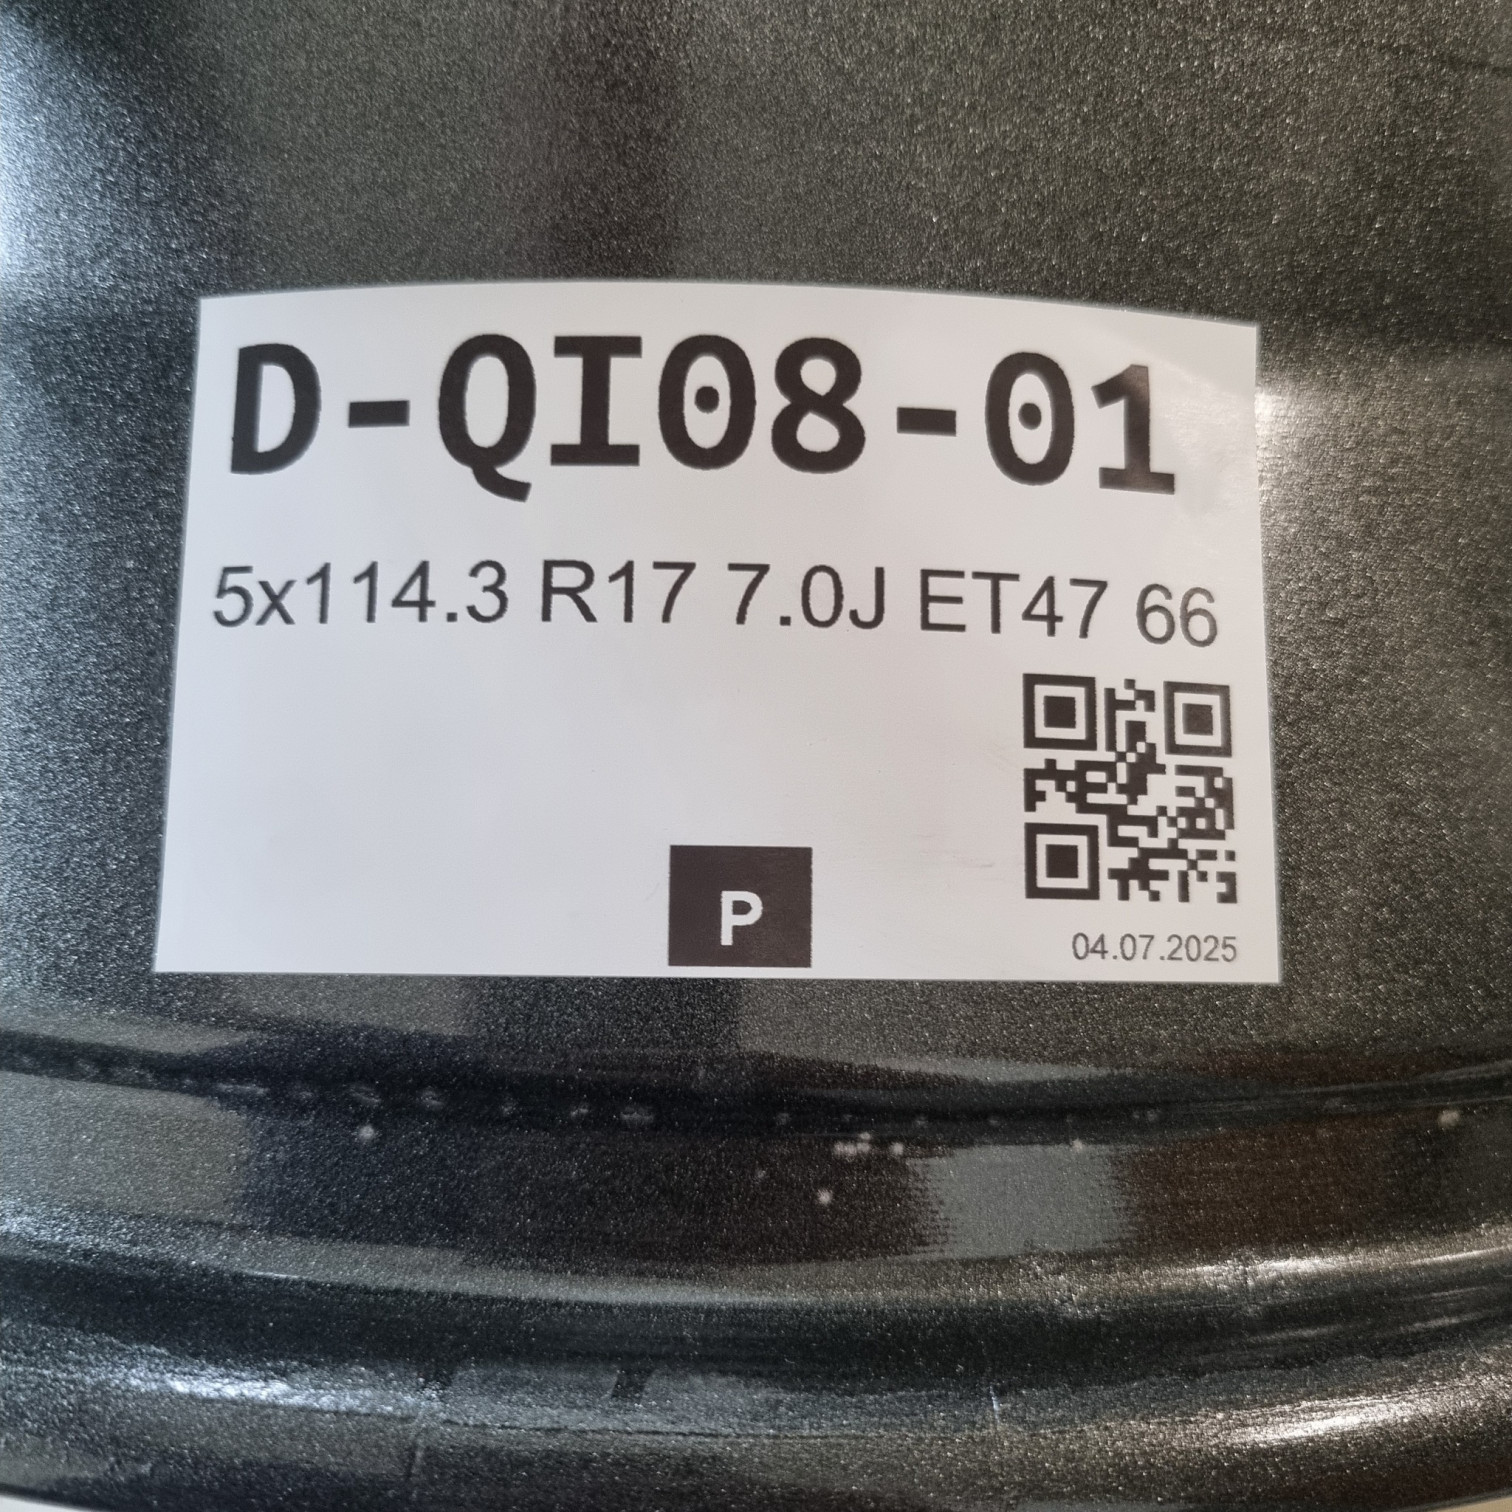 D-QI08-01
5x114.3 R17 7.0J ET47 66
P
04.07.2025